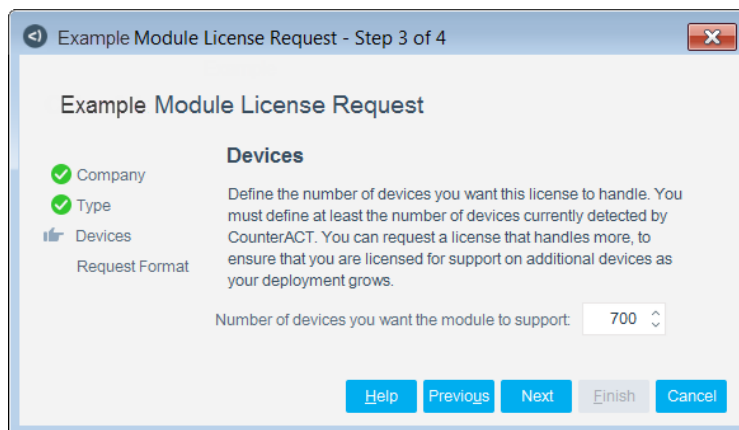 Example Module License Request - Step 3 of 4
Example Module License Request
Company
Type
Devices
Request Format
Devices
Define the number of devices you want this license to handle. You
must define at least the number of devices currently detected by
CounterACT. You can request a license that handles more, to
ensure that you are licensed for support on additional devices as
your deployment grows.
Number of devices you want the module to support: 700
Help Previous Next Finish Cancel